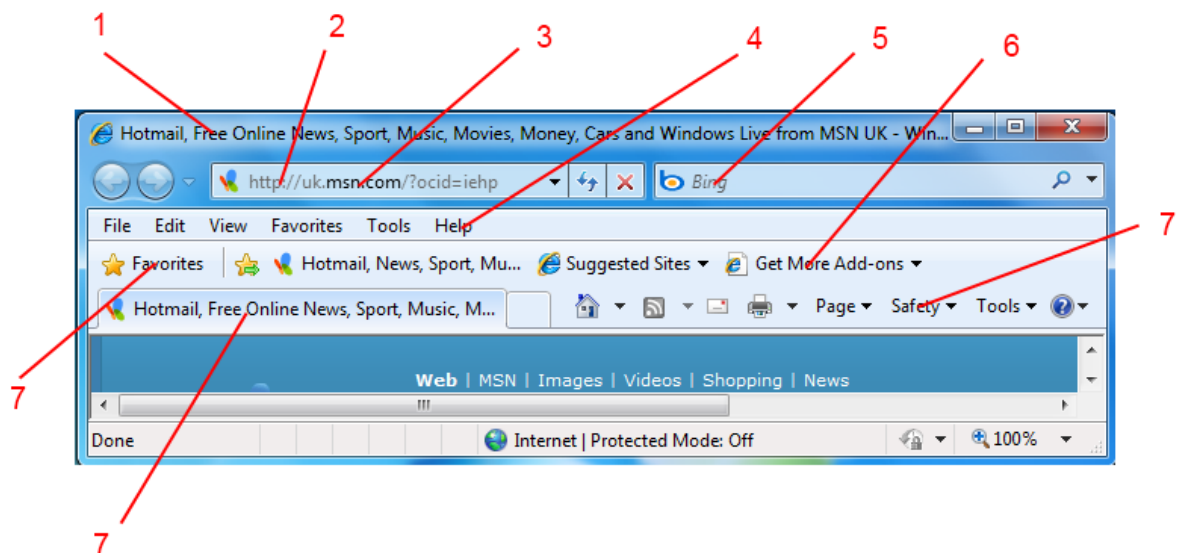 1 2 3 4 5 6
Hotmail, Free Online News, Sport, Music, Movies, Money, Cars and Windows Live from MSN UK - Win...
http://uk.msn.com/?ocid=iehp Bing
File Edit View Favorites Tools Help
7
Favorites Hotmail, News, Sport, Mu... Suggested Sites Get More Add-ons
Hotmail, Free Online News, Sport, Music, M... Page Safety Tools ?
Web | MSN | Images | Videos | Shopping | News
7
Done Internet | Protected Mode: Off 100%
7